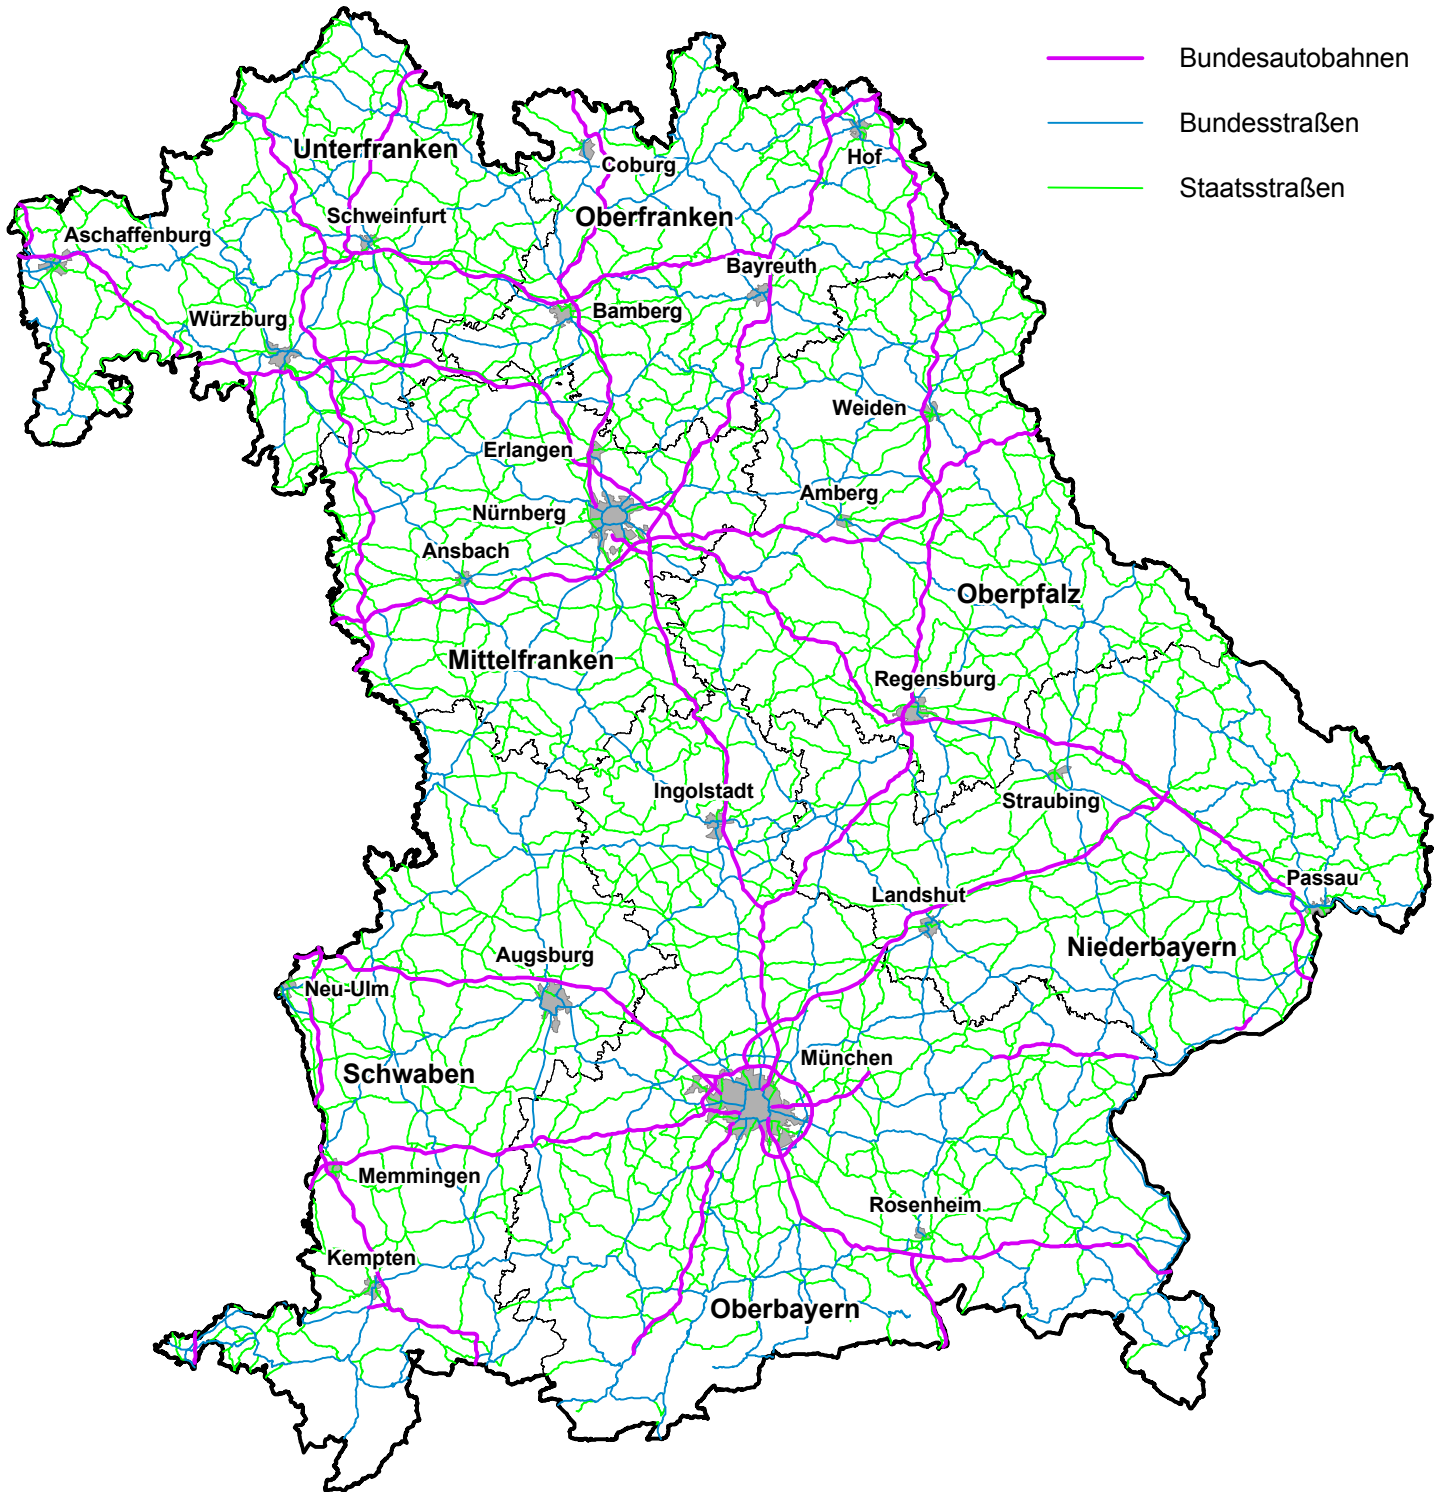 Bundesautobahnen
Bundesstraßen
Staatsstraßen
Unterfranken
Hof
Coburg
Schweinfurt
Oberfranken
Aschaffenburg
Bayreuth
Würzburg
Bamberg
Weiden
Erlangen
Amberg
Nürnberg
Ansbach
Oberpfalz
Mittelfranken
Regensburg
Ingolstadt
Straubing
Passau
Landshut
Niederbayern
Augsburg
Neu-Ulm
München
Schwaben
Memmingen
Rosenheim
Kempten
Oberbayern